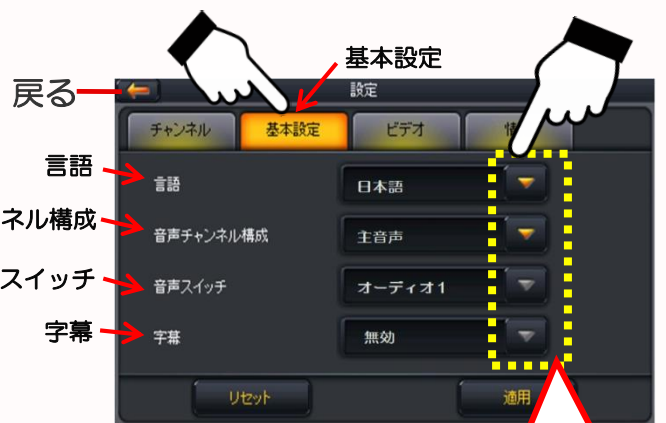 基本設定
戻る
設定
チャンネル 基本設定 ビデオ
言語
言語 日本語
ネル構成
音声チャンネル構成 主音声
スイッチ
音声スイッチ オーディオ1
字幕
字幕 無効
リセット 適用